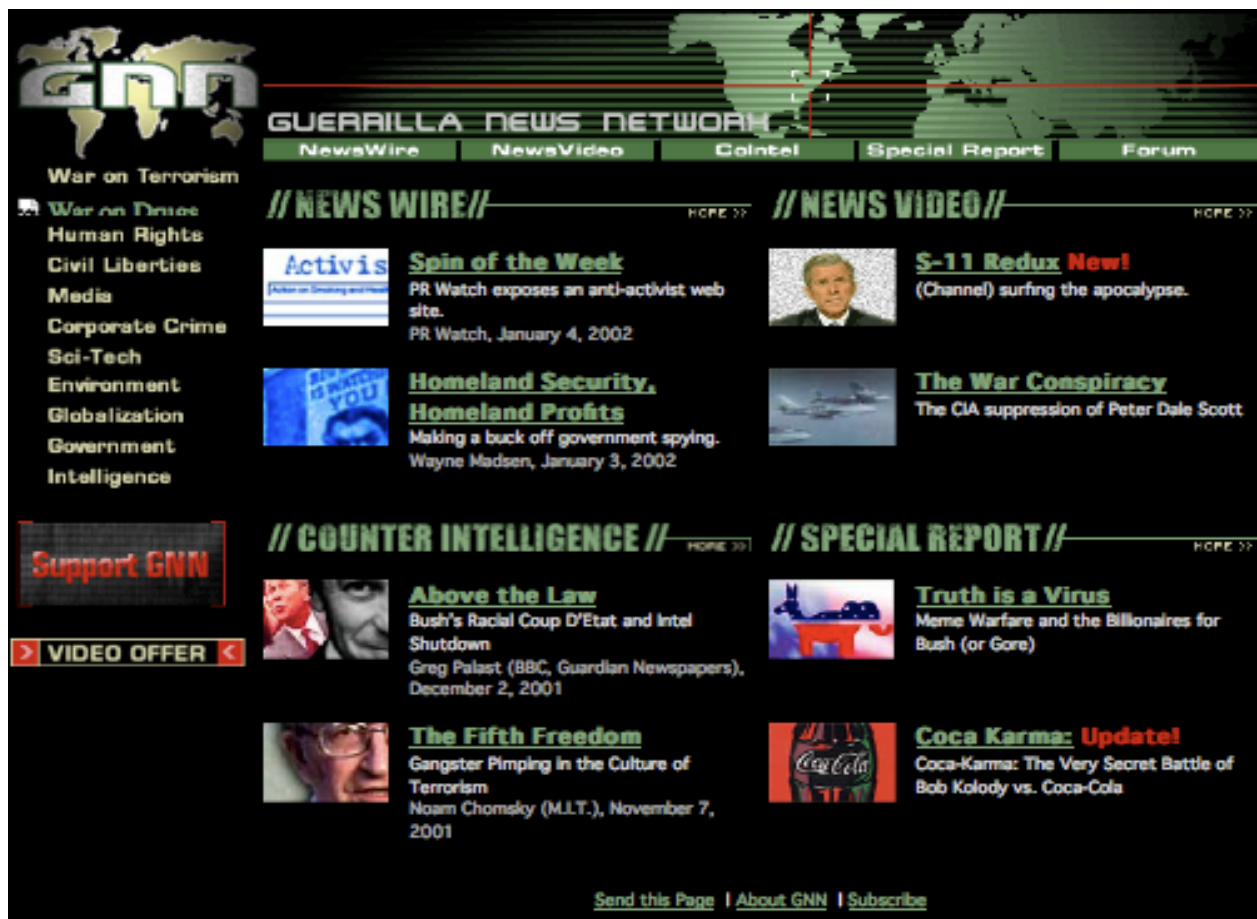 GNN
GUERRILLA NEWS NETWORK
NewsWire
NewsVideo
CoIntel
Special Report
Forum
War on Terrorism
War on Drugs
Human Rights
Civil Liberties
Media
Corporate Crime
Sci-Tech
Environment
Globalization
Government
Intelligence
Support GNN
VIDEO OFFER
// NEWS WIRE//
MORE >>
Activis
Spin of the Week
PR Watch exposes an anti-activist web
site.
PR Watch, January 4, 2002
IS WATCHING
YOU
Homeland Security,
Homeland Profits
Making a buck off government spying.
Wayne Madsen, January 3, 2002
// NEWS VIDEO//
MORE >>
S-11 Redux New!
(Channel) surfing the apocalypse.
The War Conspiracy
The CIA suppression of Peter Dale Scott
// COUNTER INTELLIGENCE //
MORE >>
Above the Law
Bush's Racial Coup D'Etat and Intel
Shutdown
Greg Palast (BBC, Guardian Newspapers),
December 2, 2001
The Fifth Freedom
Gangster Pimping in the Culture of
Terrorism
Noam Chomsky (M.I.T.), November 7,
2001
// SPECIAL REPORT//
MORE >>
Truth is a Virus
Meme Warfare and the Billionaires for
Bush (or Gore)
Coca-Cola
Coca Karma: Update!
Coca-Karma: The Very Secret Battle of
Bob Kolody vs. Coca-Cola
Send this Page | About GNN | Subscribe